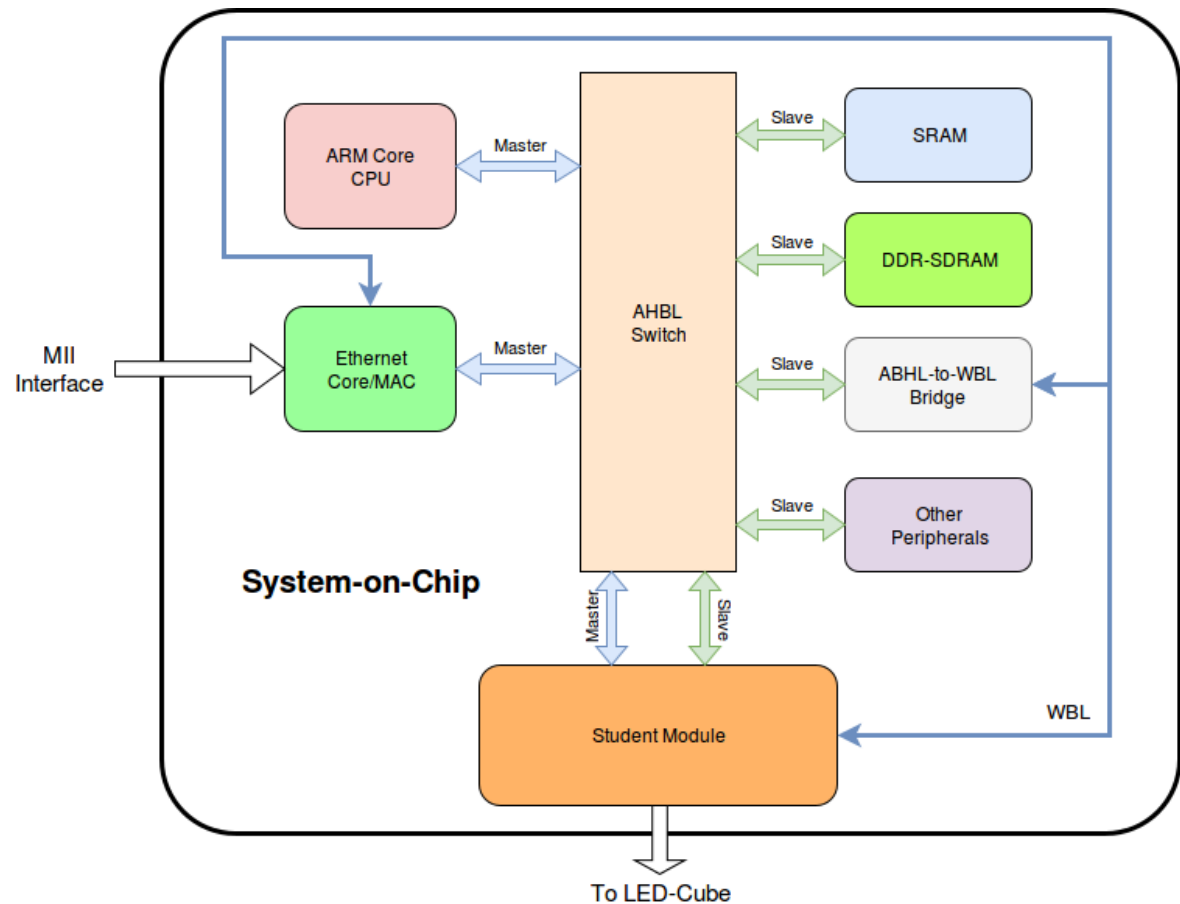 ARM Core
CPU
Master
Slave
SRAM
Slave
DDR-SDRAM
AHBL
Switch
MII
Interface
Ethernet
Core/MAC
Master
Slave
ABHL-to-WBL
Bridge
Slave
Other
Peripherals
System-on-Chip
Master
Slave
WBL
Student Module
To LED-Cube